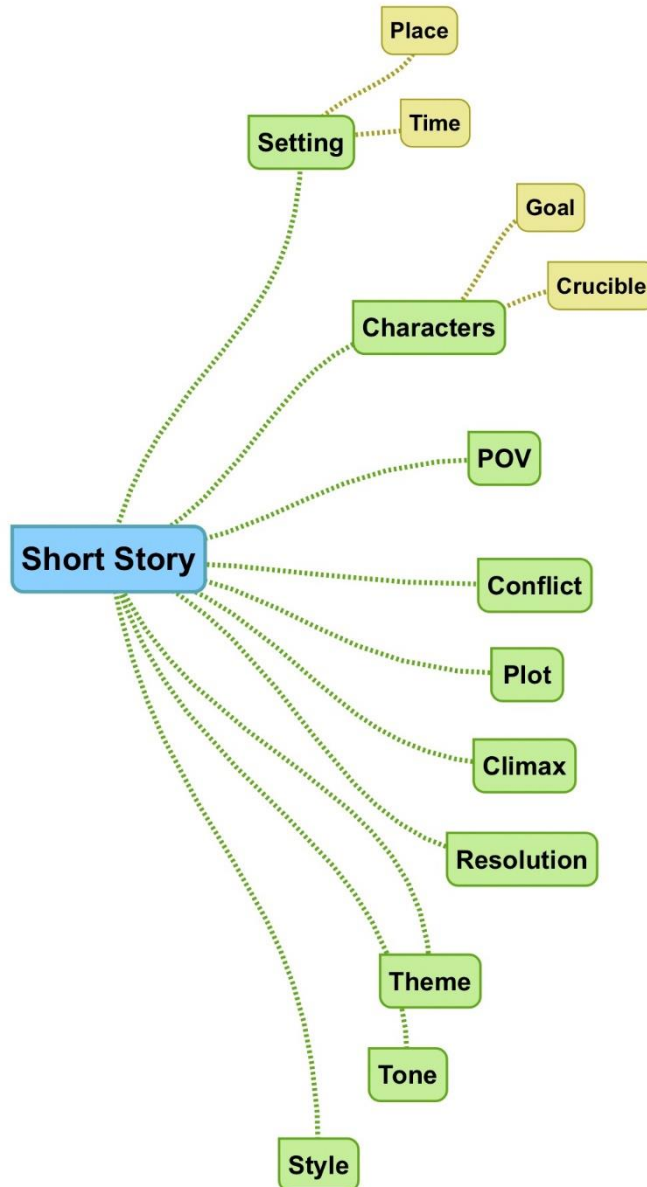 Place
Time
Setting
Goal
Crucible
Characters
POV
Short Story
Conflict
Plot
Climax
Resolution
Theme
Tone
Style